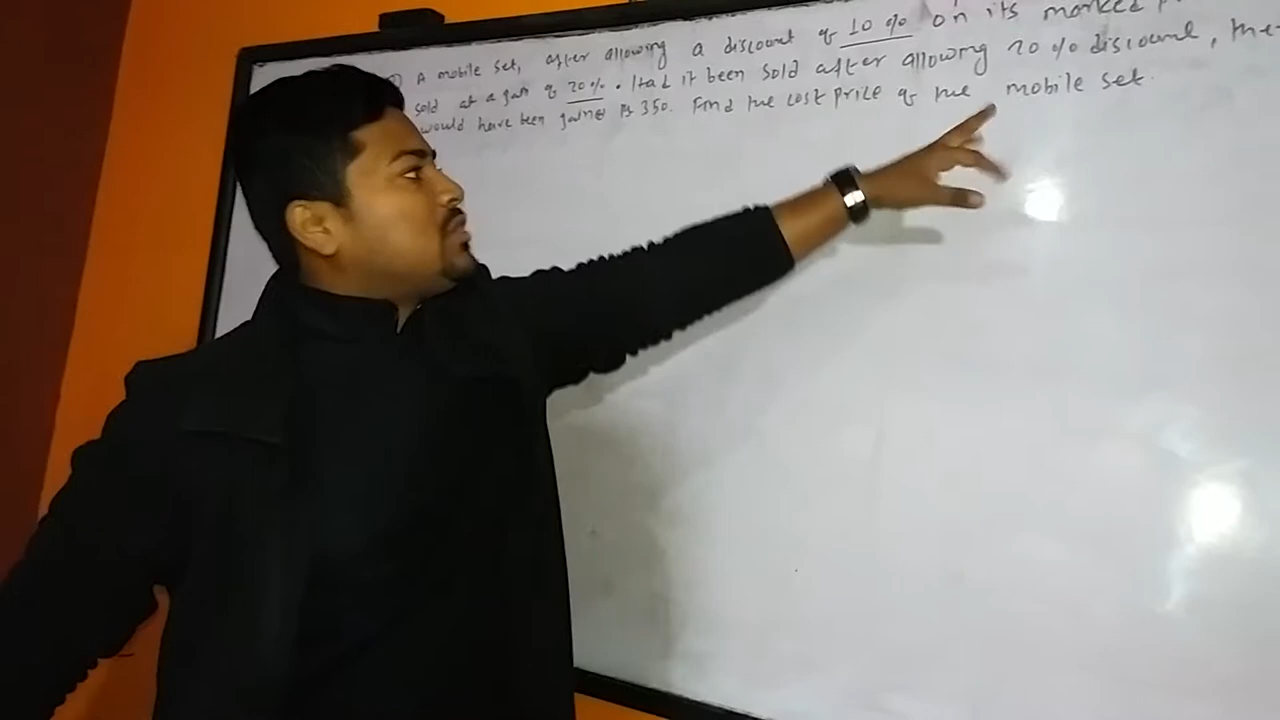 A mobile set, after allowing a discount of 10 % on its marked
sold at a gain of 20%. Had it been sold after allowing 20 % discount, the
would have been gained Rs 350. Find the cost price of the mobile set.